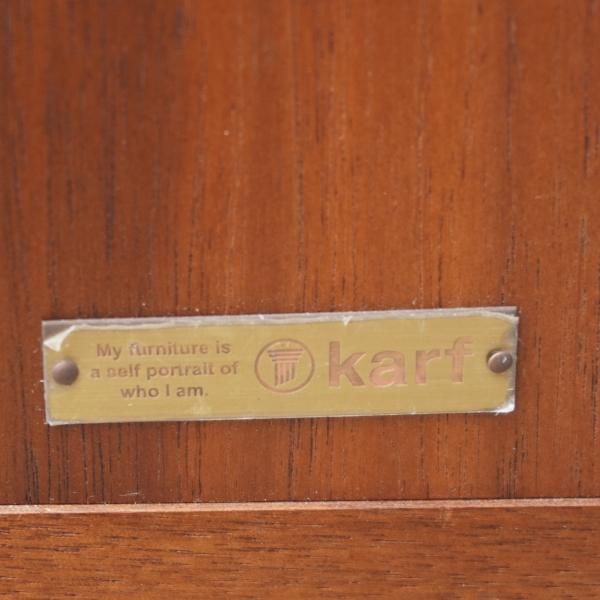 My furniture is
a self portrait of
who I am.
karf